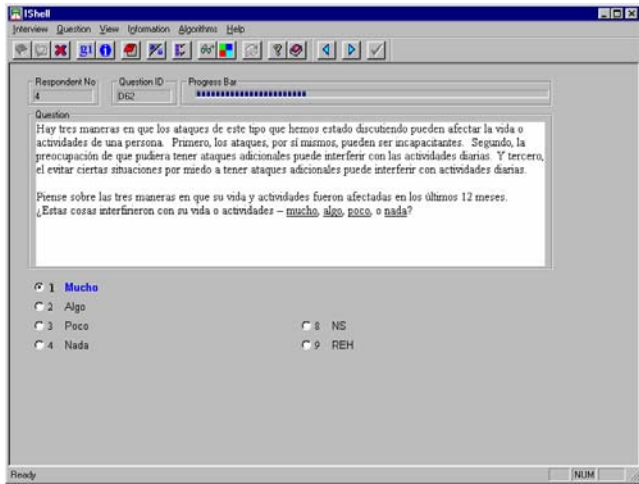 IShell
Interview Question View Information Algorithms Help
Respondent No Question ID Progress Bar
4 D62
Question
Hay tres maneras en que los ataques de este tipo que hemos estado discutiendo pueden afectar la vida o
actividades de una persona. Primero, los ataques, por sí mismos, pueden ser incapacitantes. Segundo, la
preocupación de que pudiera tener ataques adicionales puede interferir con las actividades diarias. Y tercero,
el evitar ciertas situaciones por miedo a tener ataques adicionales puede interferir con actividades diarias.
Piense sobre las tres maneras en que su vida y actividades fueron afectadas en los últimos 12 meses.
¿Estas cosas interfirieron con su vida o actividades – mucho, algo, poco, o nada?
1 Mucho
2 Algo
3 Poco 8 NS
4 Nada 9 REH
Ready NUM